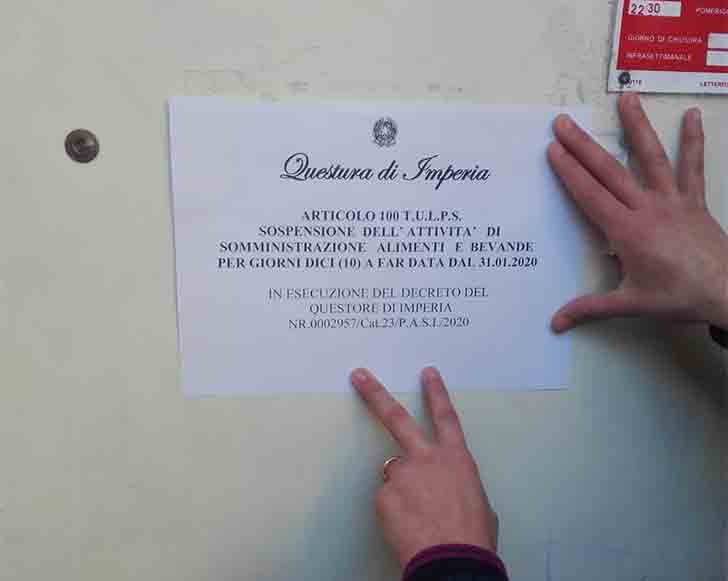 22 30
POMERIG
GIORNO DI CHIUSURA
INFRASETTIMANALE
Questura di Imperia
ARTICOLO 100 T.U.L.P.S.
SOSPENSIONE DELL'ATTIVITA' DI
SOMMINISTRAZIONE ALIMENTI E BEVANDE
PER GIORNI DICI (10) A FAR DATA DAL 31.01.2020
IN ESECUZIONE DEL DECRETO DEL
QUESTORE DI IMPERIA
NR.0002957/Cat.23/P.A.S.I./2020